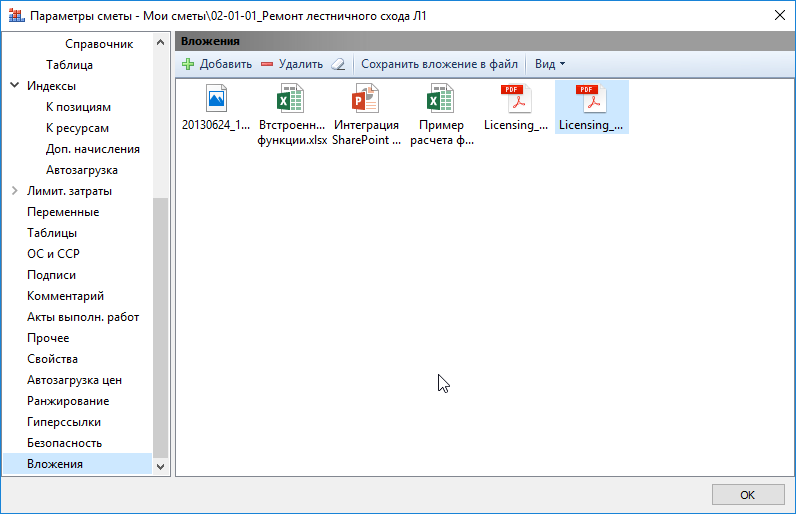 Параметры сметы - Мои сметы\02-01-01_Ремонт лестничного схода Л1
Справочник
Таблица
Индексы
К позициям
К ресурсам
Доп. начисления
Автозагрузка
Лимит. затраты
Переменные
Таблицы
ОС и ССР
Подписи
Комментарий
Акты выполн. работ
Прочее
Свойства
Автозагрузка цен
Ранжирование
Гиперссылки
Безопасность
Вложения
Вложения
Добавить Удалить Сохранить вложение в файл Вид
20130624_1...
Втстроенн...
функции.xlsx
Интеграция
SharePoint ...
Пример
расчета ф...
PDF
Licensing_...
PDF
Licensing_...
OK